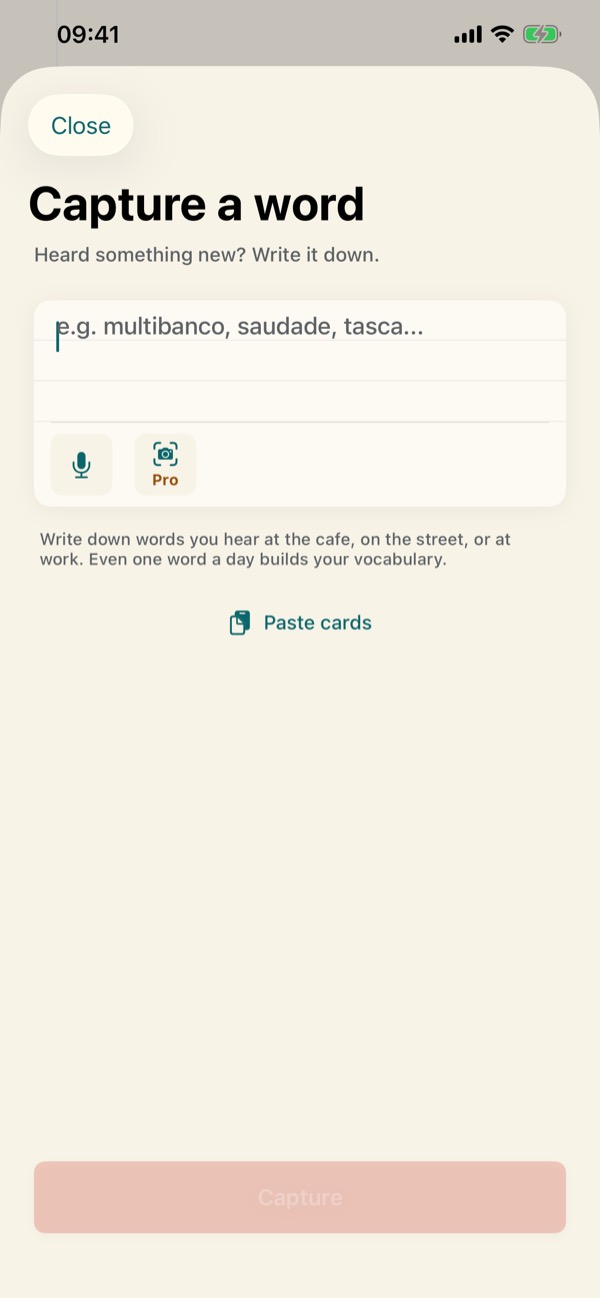 09:41
Close
Capture a word
Heard something new? Write it down.
e.g. multibanco, saudade, tasca...
Pro
Write down words you hear at the cafe, on the street, or at
work. Even one word a day builds your vocabulary.
Paste cards
Capture